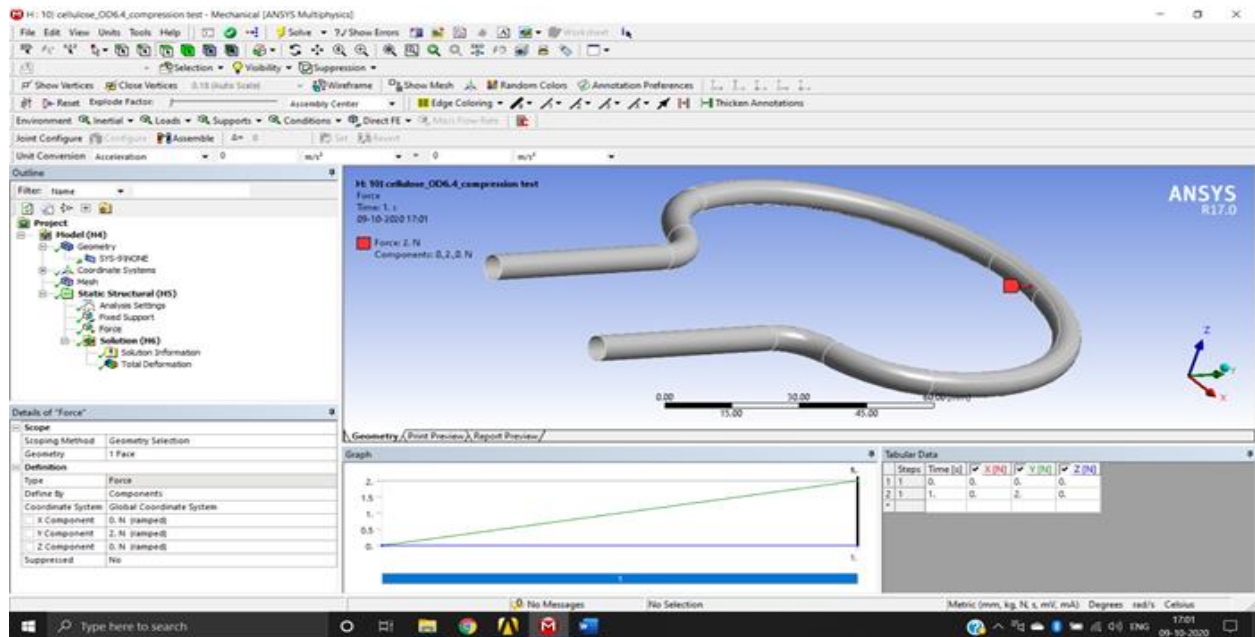 H : 10) cellulose_OD6.4_compression test - Mechanical [ANSYS Multiphysics]
File Edit View Units Tools Help Solve ?/ Show Errors Worksheet
Selection Visibility Suppression
Show Vertices Close Vertices 0.18 (Auto Scale) Wireframe Show Mesh Random Colors Annotation Preferences
Reset Explode Factor: Assembly Center Edge Coloring Thicken Annotations
Environment Inertial Loads Supports Conditions Direct FE Mass Flow Rate
Joint Configure Configure Assemble Set Revert
Unit Conversion Acceleration 0 m/s² = 0 m/s²
Outline
Filter: Name
Project
Model (H4)
Geometry
Coordinate Systems
Mesh
Static Structural (H5)
Analysis Settings
Fixed Support
Force
Solution (H6)
Solution Information
Total Deformation
H: 10) cellulose_OD6.4_compression test
Force
Time: 1. s
09-10-2020 17:01
Force: 2. N
Components: 0.,2.,0. N
ANSYS
R17.0
Z
Y
X
0.00 30.00 60.00 (mm)
15.00 45.00
Geometry Print Preview Report Preview
Details of "Force"
Scope
Scoping Method Geometry Selection
Geometry 1 Face
Definition
Type Force
Define By Components
Coordinate System Global Coordinate System
X Component 0. N (ramped)
Y Component 2. N (ramped)
Z Component 0. N (ramped)
Suppressed No
Graph
1.
2.
1.5
1.
0.5
0.
1.
1
Tabular Data
Steps Time [s] X [N] Y [N] Z [N]
1 1 0. 0. 0. 0.
2 1 1. 0. 2. 0.
*
No Messages No Selection Metric (mm, kg, N, s, mV, mA) Degrees rad/s Celsius
Type here to search ENG 17:01
09-10-2020